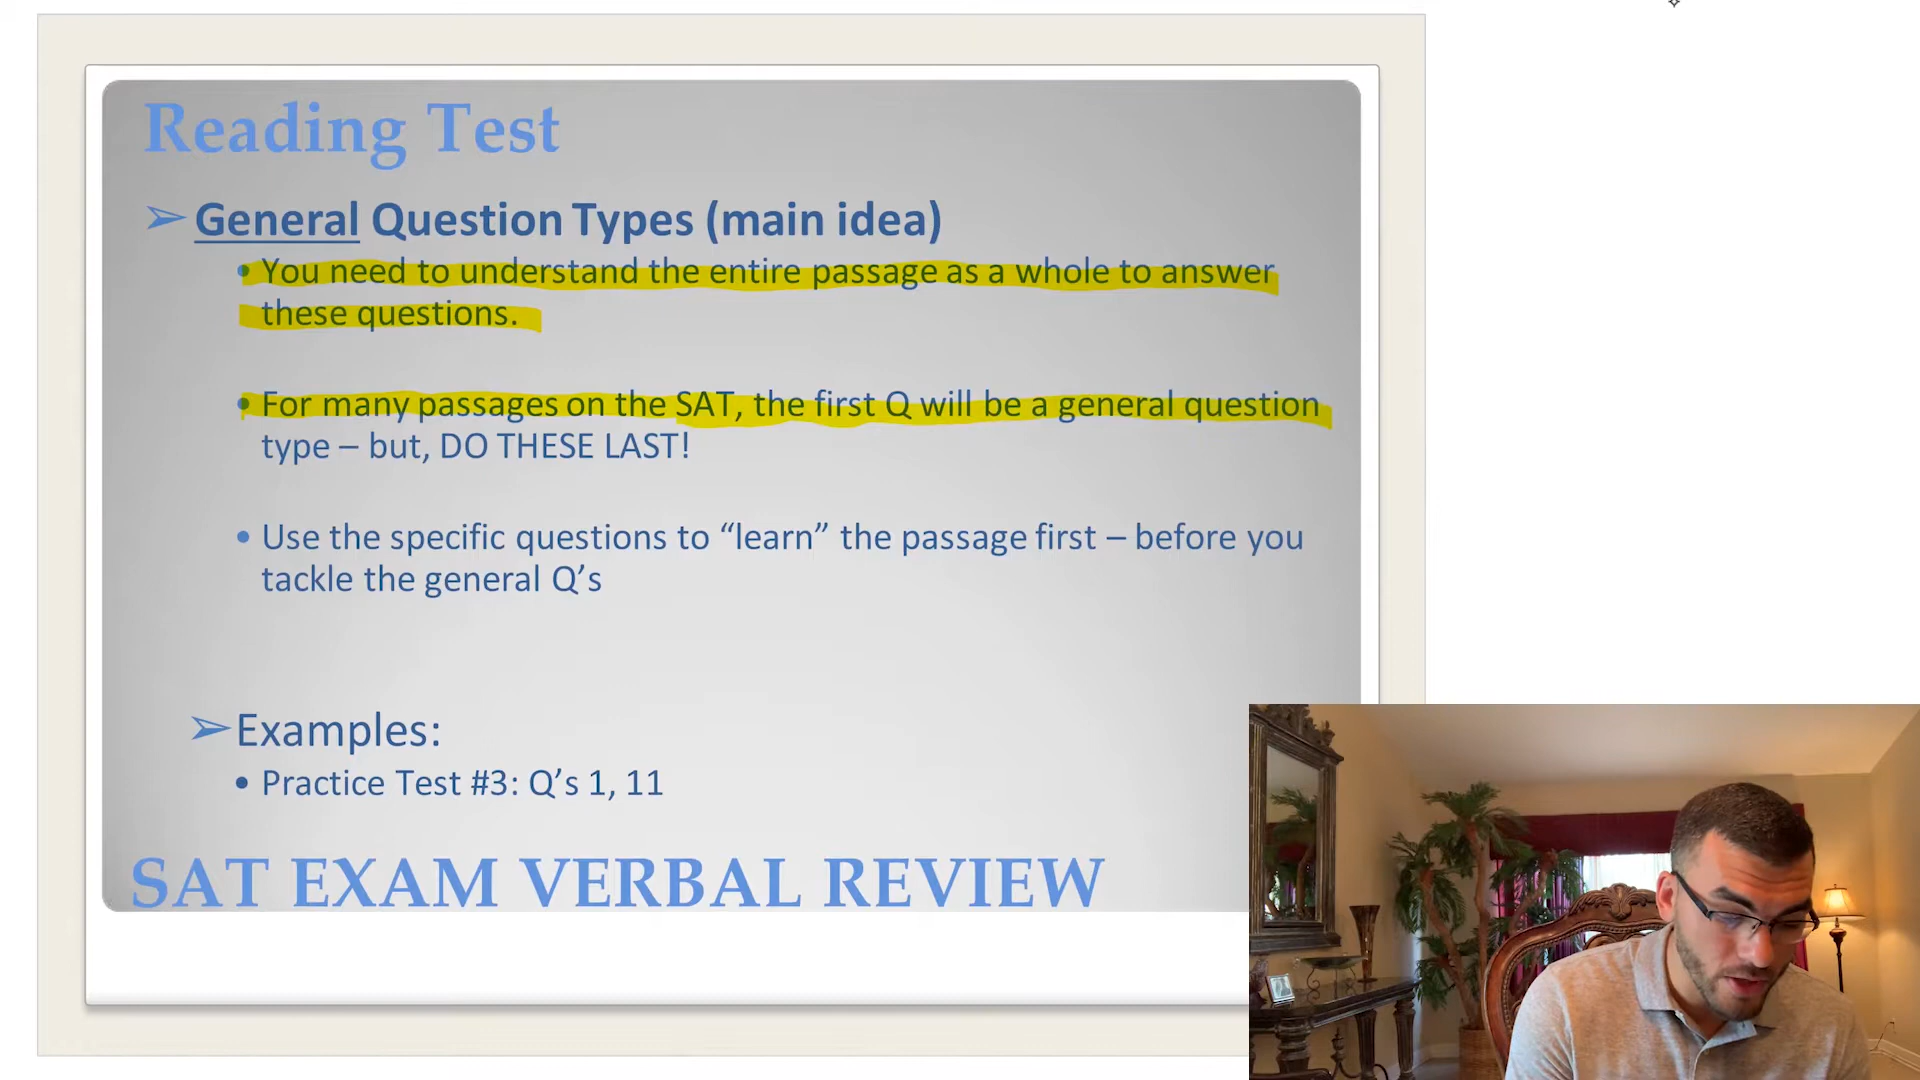 Reading Test
➢ General Question Types (main idea)
• You need to understand the entire passage as a whole to answer
these questions.
• For many passages on the SAT, the first Q will be a general question
type – but, DO THESE LAST!
• Use the specific questions to “learn” the passage first – before you
tackle the general Q’s
➢ Examples:
• Practice Test #3: Q’s 1, 11
SAT EXAM VERBAL REVIEW